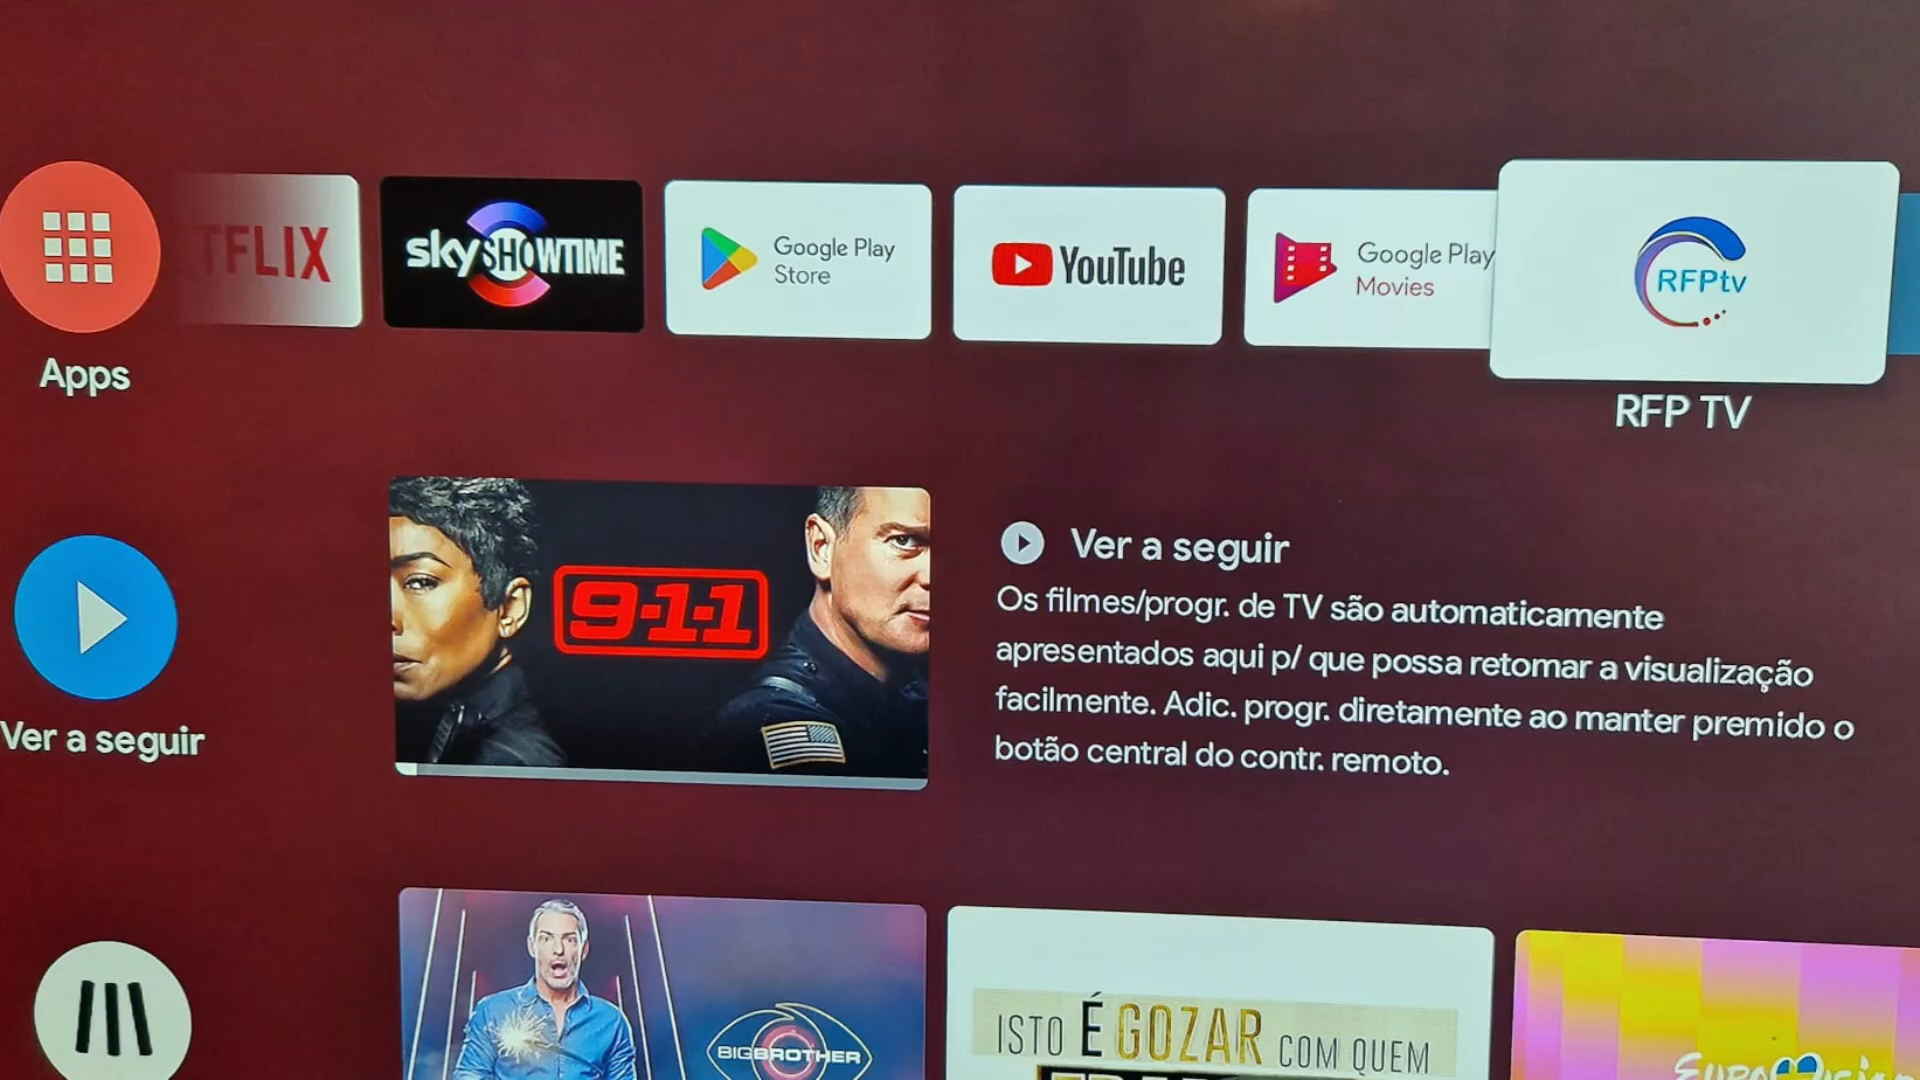 TFLIX
sky SHOWTIME
Google Play
Store
YouTube
Google Play
Movies
RFPtv
Apps
RFP TV
9-1-1
Ver a seguir
Os filmes/progr. de TV são automaticamente
apresentados aqui p/ que possa retomar a visualização
facilmente. Adic. progr. diretamente ao manter premido o
botão central do contr. remoto.
Ver a seguir
BIGBROTHER
ISTO É GOZAR COM QUEM